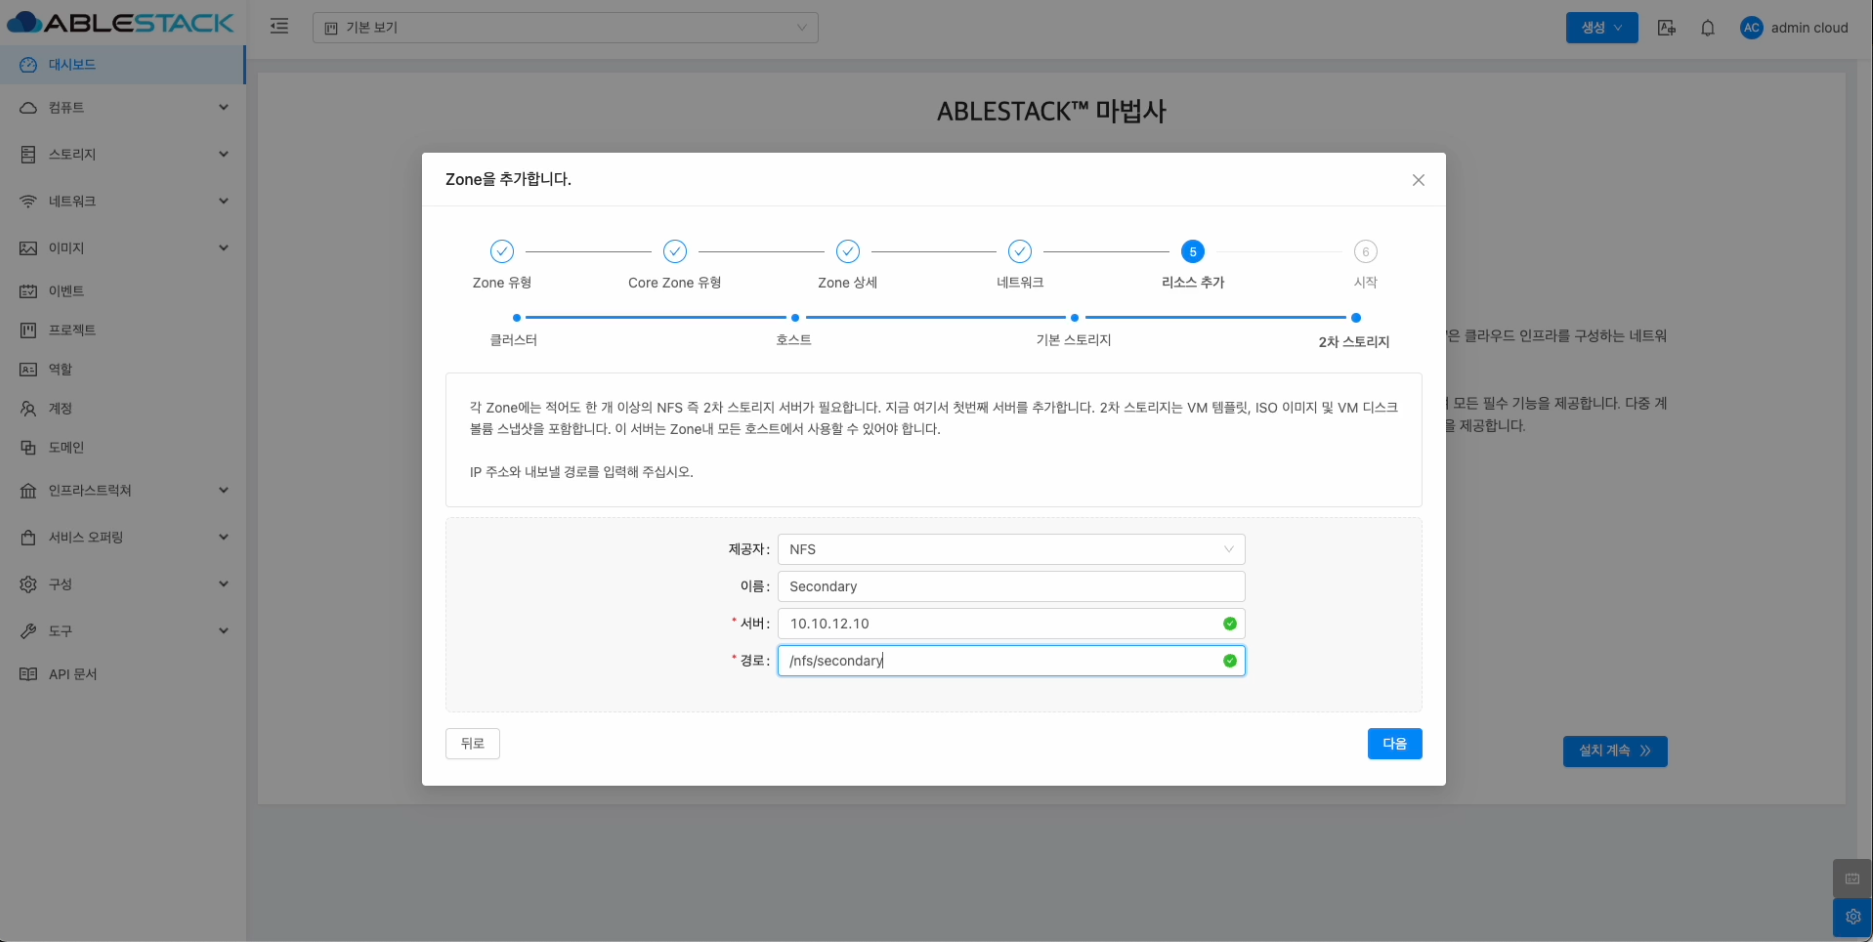 ABLESTACK
기본 보기
생성
AC
admin cloud
대시보드
컴퓨트
스토리지
네트워크
이미지
이벤트
프로젝트
역할
계정
도메인
인프라스트럭쳐
서비스 오퍼링
구성
도구
API 문서
ABLESTACK™ 마법사
Zone을 추가합니다.
5
6
Zone 유형
Core Zone 유형
Zone 상세
네트워크
리소스 추가
시작
클러스터
호스트
기본 스토리지
2차 스토리지
각 Zone에는 적어도 한 개 이상의 NFS 즉 2차 스토리지 서버가 필요합니다. 지금 여기서 첫번째 서버를 추가합니다. 2차 스토리지는 VM 템플릿, ISO 이미지 및 VM 디스크
볼륨 스냅샷을 포함합니다. 이 서버는 Zone내 모든 호스트에서 사용할 수 있어야 합니다.
IP 주소와 내보낼 경로를 입력해 주십시오.
제공자 : NFS
이름 : Secondary
* 서버 : 10.10.12.10
* 경로 : /nfs/secondary
뒤로
다음
은 클라우드 인프라를 구성하는 네트워
모든 필수 기능을 제공합니다. 다중 계
을 제공합니다.
설치 계속